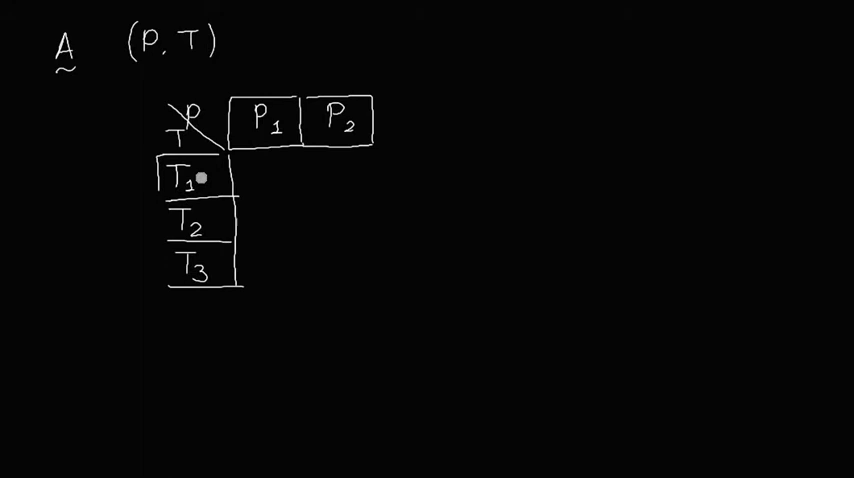 A (P, T)
P
T P1 P2
T1
T2
T3